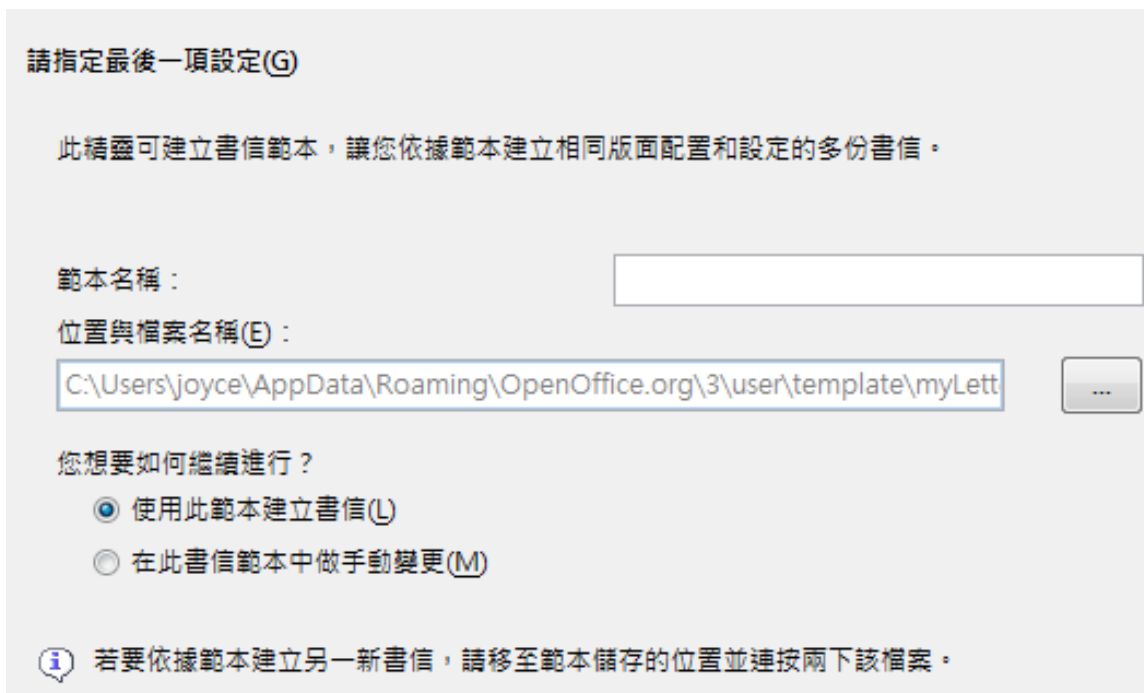 請指定最後一項設定(G)
此精靈可建立書信範本，讓您依據範本建立相同版面配置和設定的多份書信。
範本名稱：
位置與檔案名稱(E)：
C:\Users\joyce\AppData\Roaming\OpenOffice.org\3\user\template\myLett
...
您想要如何繼續進行？
使用此範本建立書信(L)
在此書信範本中做手動變更(M)
若要依據範本建立另一新書信，請移至範本儲存的位置並連按兩下該檔案。